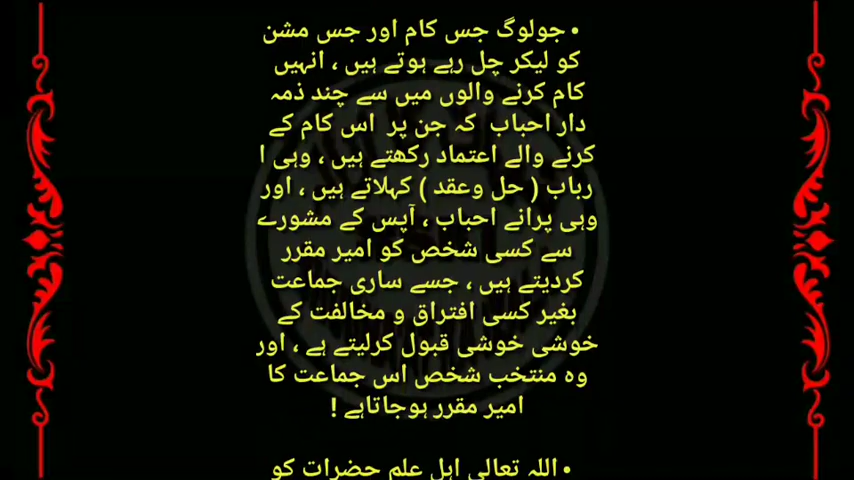 • جولوگ جس کام اور جس مشن
کو لیکر چل رہے ہوتے ہیں ، انہیں
کام کرنے والوں میں سے چند ذمہ
دار احباب کہ جن پر اس کام کے
کرنے والے اعتماد رکھتے ہیں ، وہی ا
رباب ( حل وعقد ) کہلاتے ہیں ، اور
وہی پرانے احباب ، آپس کے مشورے
سے کسی شخص کو امیر مقرر
کردیتے ہیں ، جسے ساری جماعت
بغیر کسی افتراق و مخالفت کے
خوشی خوشی قبول کرلیتے ہے ، اور
وہ منتخب شخص اس جماعت کا
امیر مقرر ہوجاتاہے !
• اللہ تعالی اہل علم حضرات کو